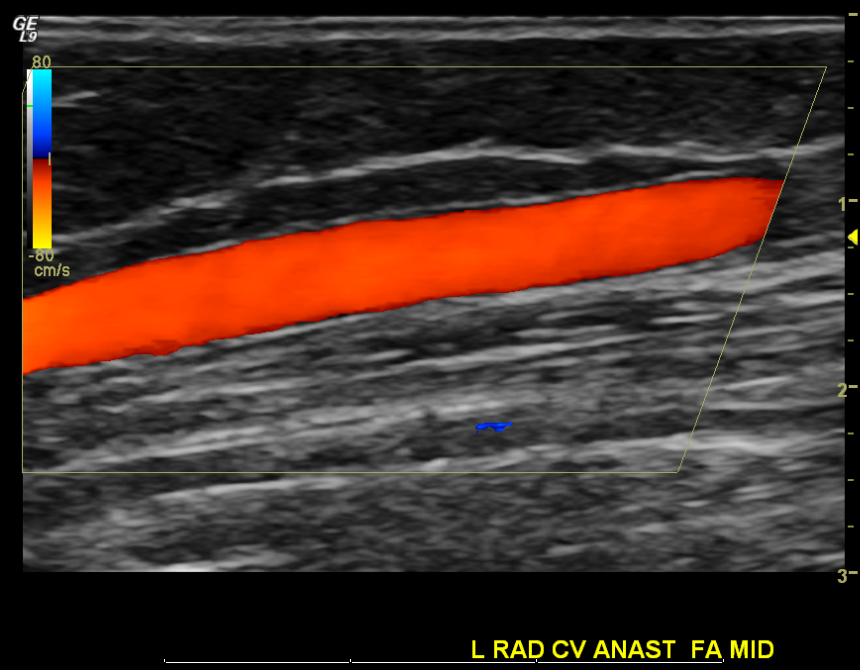 GE
L9
80
-80
cm/s
1
2
3
L RAD CV ANAST FA MID